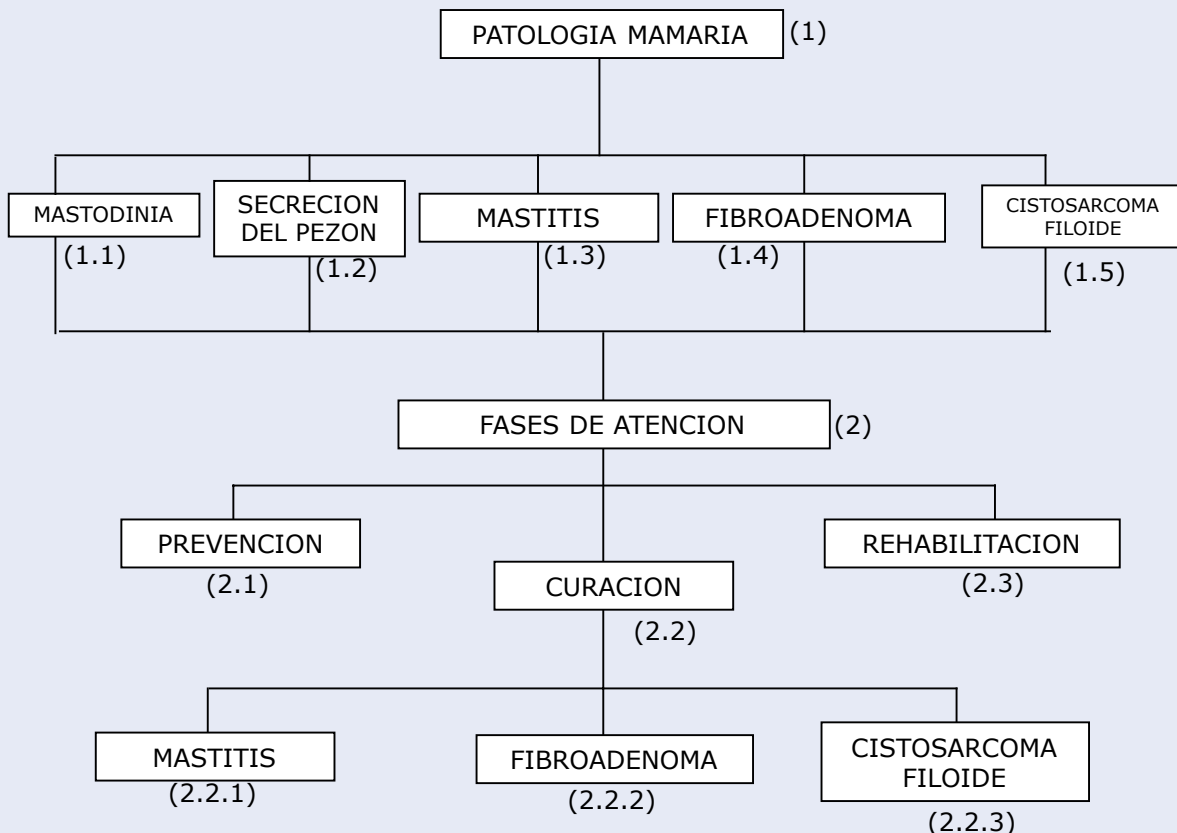 PATOLOGIA MAMARIA (1)
MASTODINIA
(1.1)
SECRECION
DEL PEZON
(1.2)
MASTITIS
(1.3)
FIBROADENOMA
(1.4)
CISTOSARCOMA
FILOIDE
(1.5)
FASES DE ATENCION (2)
PREVENCION
(2.1)
CURACION
(2.2)
REHABILITACION
(2.3)
MASTITIS
(2.2.1)
FIBROADENOMA
(2.2.2)
CISTOSARCOMA
FILOIDE
(2.2.3)